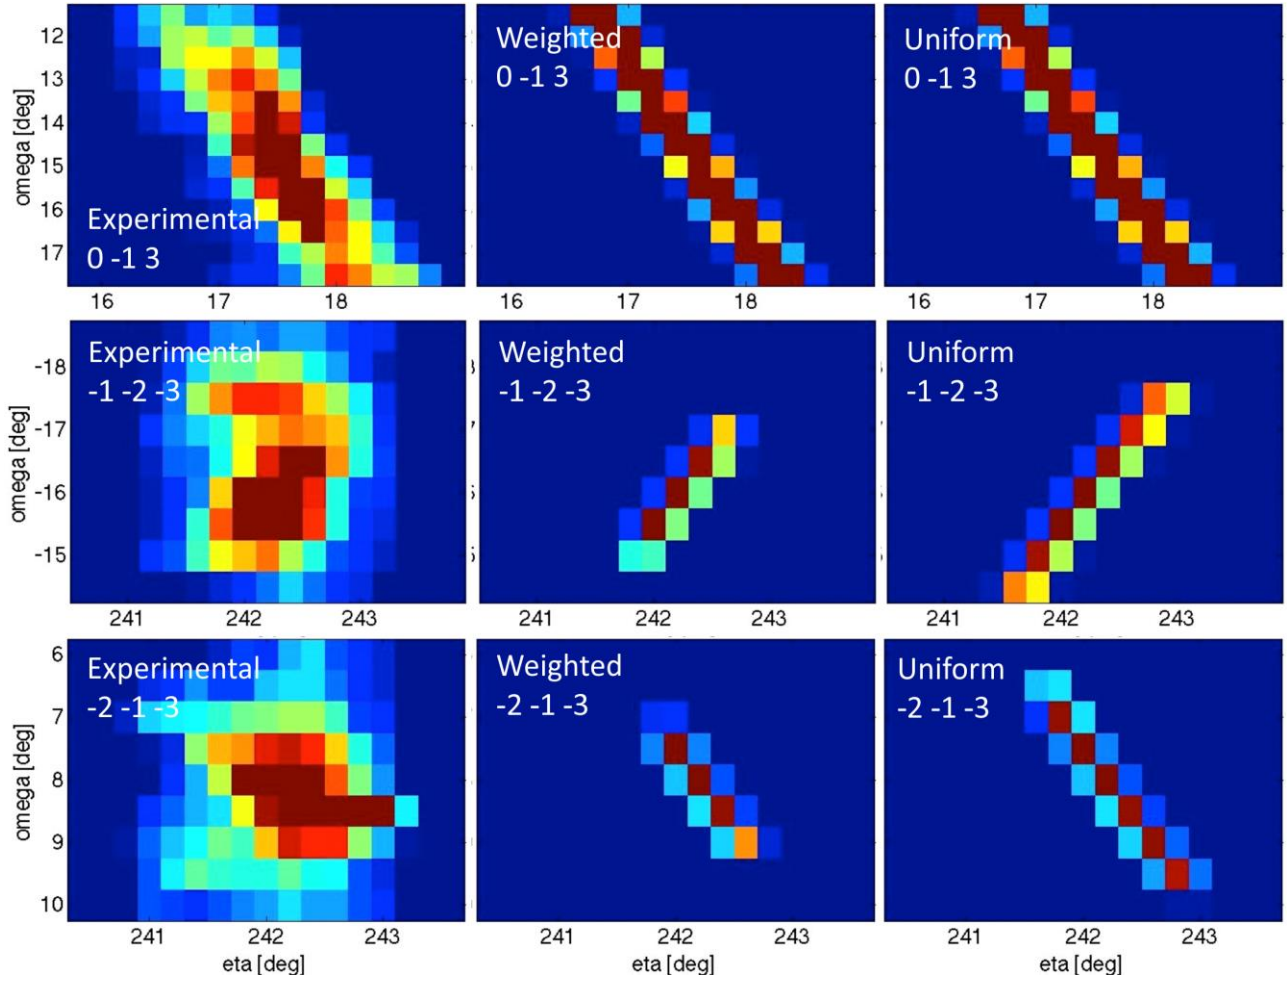 Weighted
0 -1 3
Uniform
0 -1 3
Experimental
0 -1 3
omega [deg]
12
13
14
15
16
17
16
17
18
16
17
18
16
17
18
Experimental
-1 -2 -3
Weighted
-1 -2 -3
Uniform
-1 -2 -3
omega [deg]
-18
-17
-16
-15
241
242
243
241
242
243
241
242
243
Experimental
-2 -1 -3
Weighted
-2 -1 -3
Uniform
-2 -1 -3
omega [deg]
6
7
8
9
10
241
242
243
241
242
243
241
242
243
eta [deg]
eta [deg]
eta [deg]